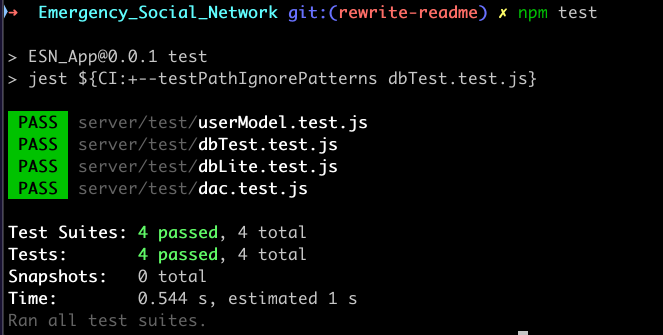 → Emergency_Social_Network git:(rewrite-readme) ✗ npm test
> ESN_App@0.0.1 test
> jest ${CI:+--testPathIgnorePatterns dbTest.test.js}
PASS server/test/userModel.test.js
PASS server/test/dbTest.test.js
PASS server/test/dbLite.test.js
PASS server/test/dac.test.js
Test Suites: 4 passed, 4 total
Tests: 4 passed, 4 total
Snapshots: 0 total
Time: 0.544 s, estimated 1 s
Ran all test suites.